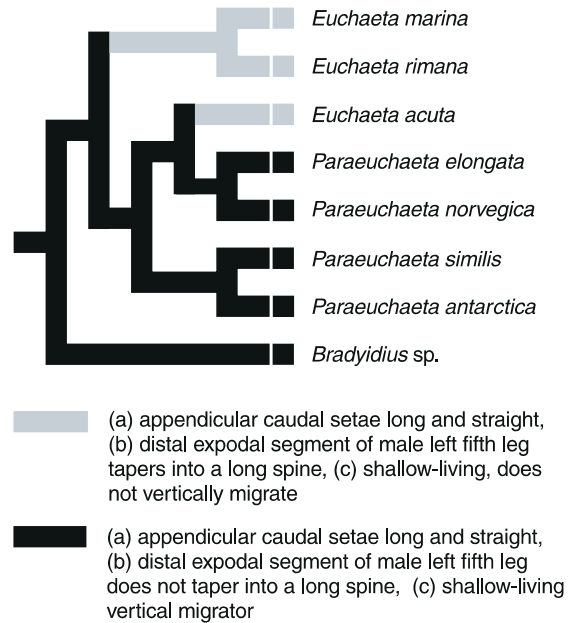 Euchaeta marina
Euchaeta rimana
Euchaeta acuta
Paraeuchaeta elongata
Paraeuchaeta norvegica
Paraeuchaeta similis
Paraeuchaeta antarctica
Bradyidius sp.
(a) appendicular caudal setae long and straight,
(b) distal expodal segment of male left fifth leg
tapers into a long spine, (c) shallow-living, does
not vertically migrate
(a) appendicular caudal setae long and straight,
(b) distal expodal segment of male left fifth leg
does not taper into a long spine, (c) shallow-living
vertical migrator